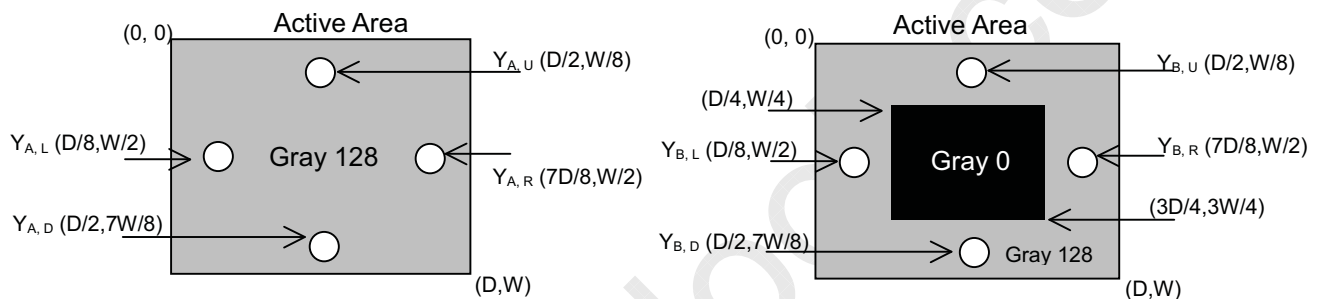 Active Area
(0, 0)
Y_A, U (D/2,W/8)
Y_A, L (D/8,W/2)
Gray 128
Y_A, R (7D/8,W/2)
Y_A, D (D/2,7W/8)
(D,W)
Active Area
(0, 0)
Y_B, U (D/2,W/8)
(D/4,W/4)
Y_B, L (D/8,W/2)
Gray 0
Y_B, R (7D/8,W/2)
(3D/4,3W/4)
Y_B, D (D/2,7W/8)
Gray 128
(D,W)